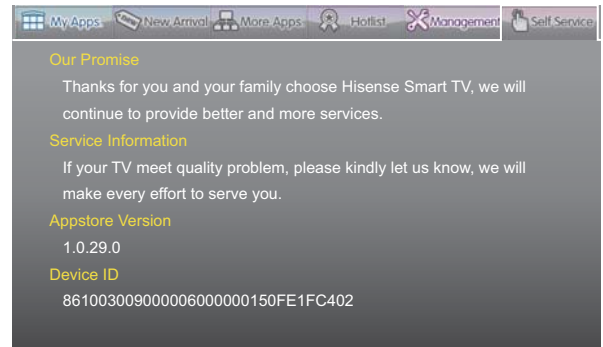 My Apps New Arrival More Apps Hotlist Management Self Service
Our Promise
Thanks for you and your family choose Hisense Smart TV, we will
continue to provide better and more services.
Service Information
If your TV meet quality problem, please kindly let us know, we will
make every effort to serve you.
Appstore Version
1.0.29.0
Device ID
861003009000006000000150FE1FC402